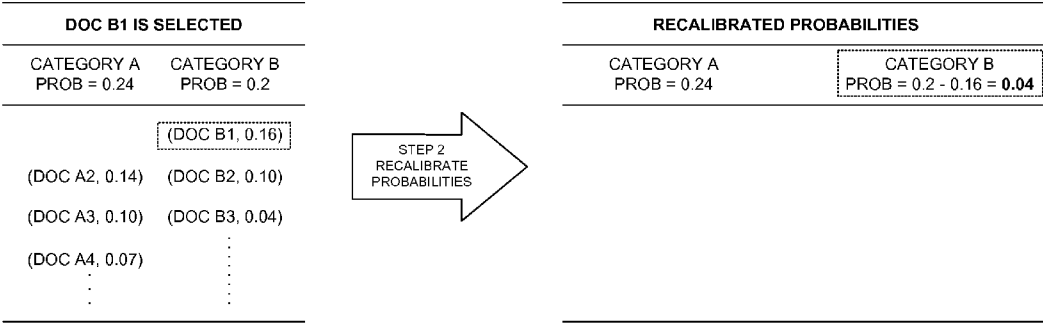 DOC B1 IS SELECTED
CATEGORY A CATEGORY B
PROB = 0.24 PROB = 0.2
(DOC B1, 0.16)
(DOC A2, 0.14) (DOC B2, 0.10)
(DOC A3, 0.10) (DOC B3, 0.04)
(DOC A4, 0.07)
STEP 2
RECALIBRATE
PROBABILITIES
RECALIBRATED PROBABILITIES
CATEGORY A CATEGORY B
PROB = 0.24 PROB = 0.2 - 0.16 = 0.04